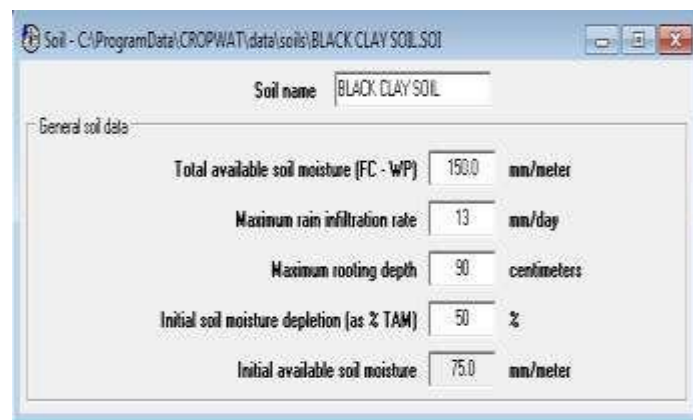 Soil - C:\ProgramData\CROPWAT\data\soils\BLACK CLAY SOIL.SOI
Soil name BLACK CLAY SOIL
General soil data
Total available soil moisture (FC - WP) 150.0 mm/meter
Maximum rain infiltration rate 13 mm/day
Maximum rooting depth 90 centimeters
Initial soil moisture depletion (as % TAM) 50 %
Initial available soil moisture 75.0 mm/meter